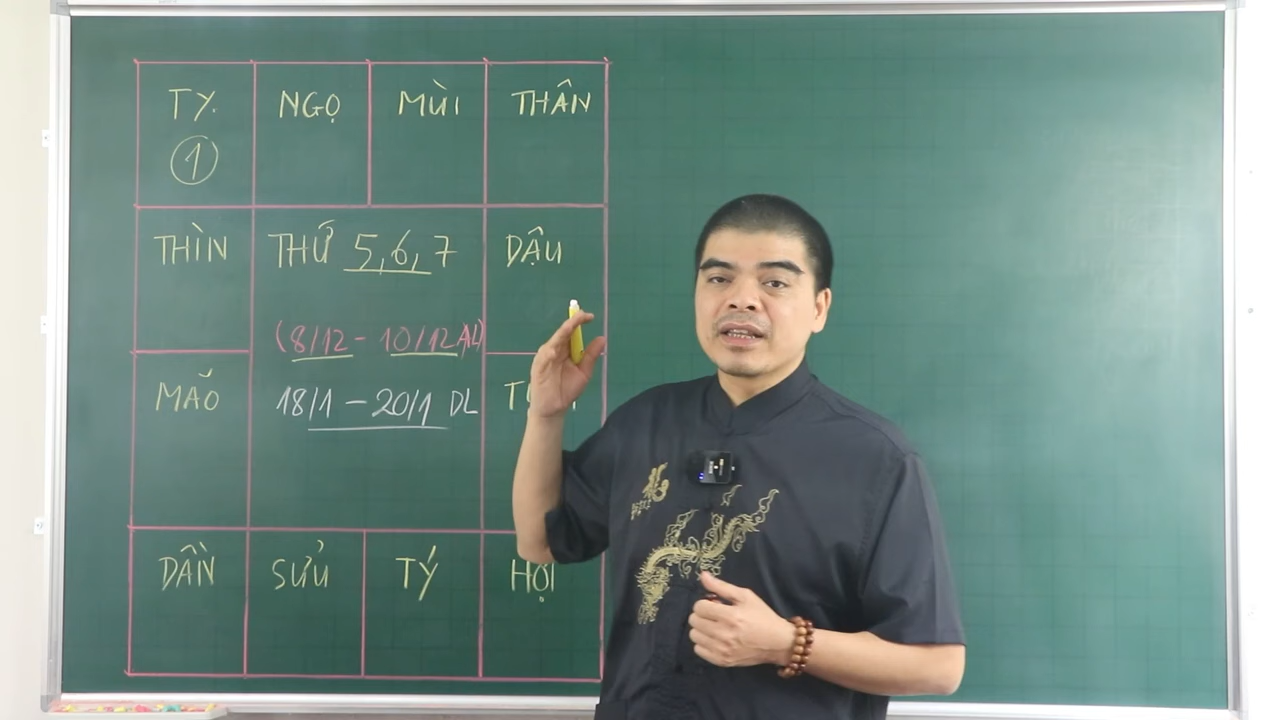 TY. NGỌ MÙI THÂN
1
THÌN THỨ 5,6,7 DẬU
(8/12 - 10/12 AL)
MÃO 18/1 - 20/1 DL
DẦN SỬU TÝ HỢI